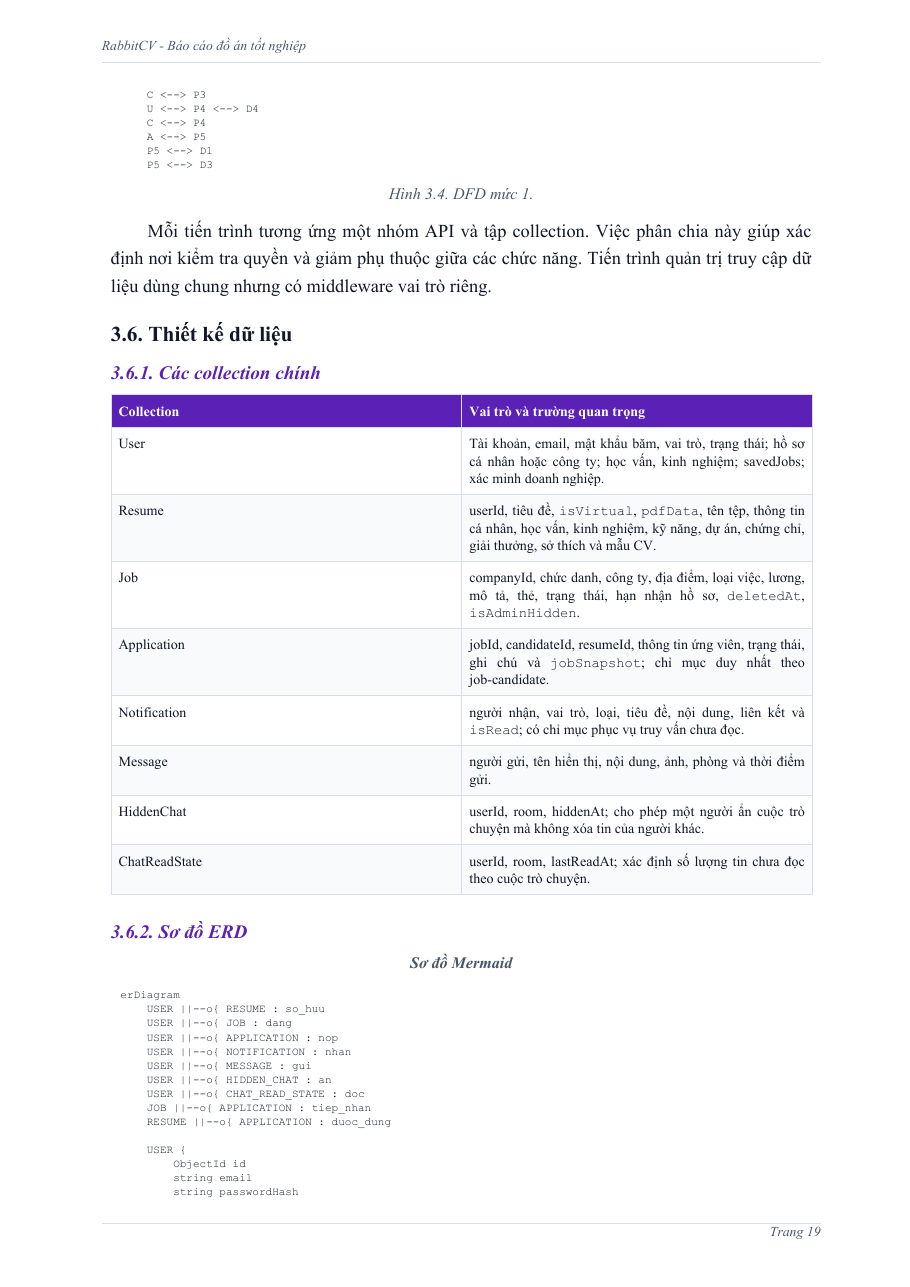 RabbitCV - Báo cáo đồ án tốt nghiệp
C <--> P3
U <--> P4 <--> D4
C <--> P4
A <--> P5
P5 <--> D1
P5 <--> D3
Hình 3.4. DFD mức 1.
Mỗi tiến trình tương ứng một nhóm API và tập collection. Việc phân chia này giúp xác
định nơi kiểm tra quyền và giảm phụ thuộc giữa các chức năng. Tiến trình quản trị truy cập dữ
liệu dùng chung nhưng có middleware vai trò riêng.
3.6. Thiết kế dữ liệu
3.6.1. Các collection chính
Collection
Vai trò và trường quan trọng
User
Tài khoản, email, mật khẩu băm, vai trò, trạng thái; hồ sơ
cá nhân hoặc công ty; học vấn, kinh nghiệm; savedJobs;
xác minh doanh nghiệp.
Resume
userId, tiêu đề, isVirtual, pdfData, tên tệp, thông tin
cá nhân, học vấn, kinh nghiệm, kỹ năng, dự án, chứng chỉ,
giải thưởng, sở thích và mẫu CV.
Job
companyId, chức danh, công ty, địa điểm, loại việc, lương,
mô tả, thẻ, trạng thái, hạn nhận hồ sơ, deletedAt,
isAdminHidden.
Application
jobId, candidateId, resumeId, thông tin ứng viên, trạng thái,
ghi chú và jobSnapshot; chỉ mục duy nhất theo
job-candidate.
Notification
người nhận, vai trò, loại, tiêu đề, nội dung, liên kết và
isRead; có chỉ mục phục vụ truy vấn chưa đọc.
Message
người gửi, tên hiển thị, nội dung, ảnh, phòng và thời điểm
gửi.
HiddenChat
userId, room, hiddenAt; cho phép một người ẩn cuộc trò
chuyện mà không xóa tin của người khác.
ChatReadState
userId, room, lastReadAt; xác định số lượng tin chưa đọc
theo cuộc trò chuyện.
3.6.2. Sơ đồ ERD
Sơ đồ Mermaid
erDiagram
USER ||--o{ RESUME : so_huu
USER ||--o{ JOB : dang
USER ||--o{ APPLICATION : nop
USER ||--o{ NOTIFICATION : nhan
USER ||--o{ MESSAGE : gui
USER ||--o{ HIDDEN_CHAT : an
USER ||--o{ CHAT_READ_STATE : doc
JOB ||--o{ APPLICATION : tiep_nhan
RESUME ||--o{ APPLICATION : duoc_dung
USER {
ObjectId id
string email
string passwordHash
Trang 19